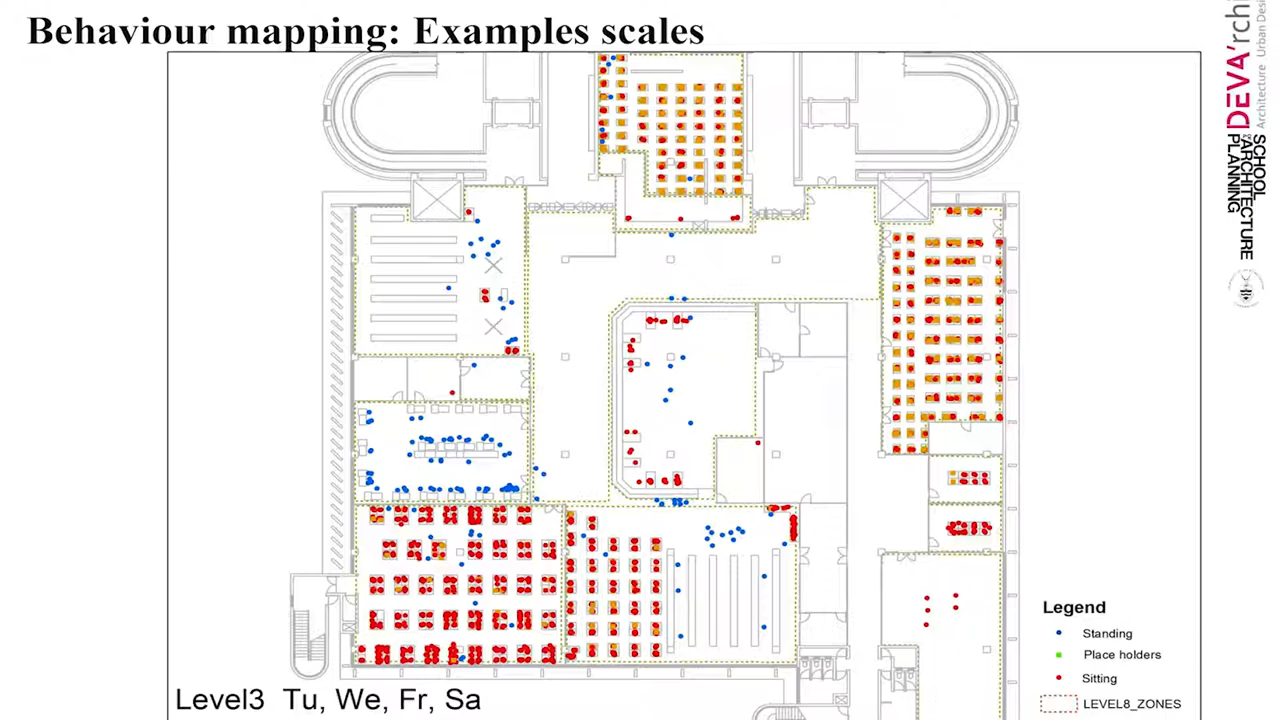 Behaviour mapping: Examples scales
DEVA'rchi
Architecture Urban Desi
SCHOOL
OF ARCHITECTURE
PLANNING
Legend
Standing
Place holders
Sitting
LEVEL8_ZONES
Level3 Tu, We, Fr, Sa